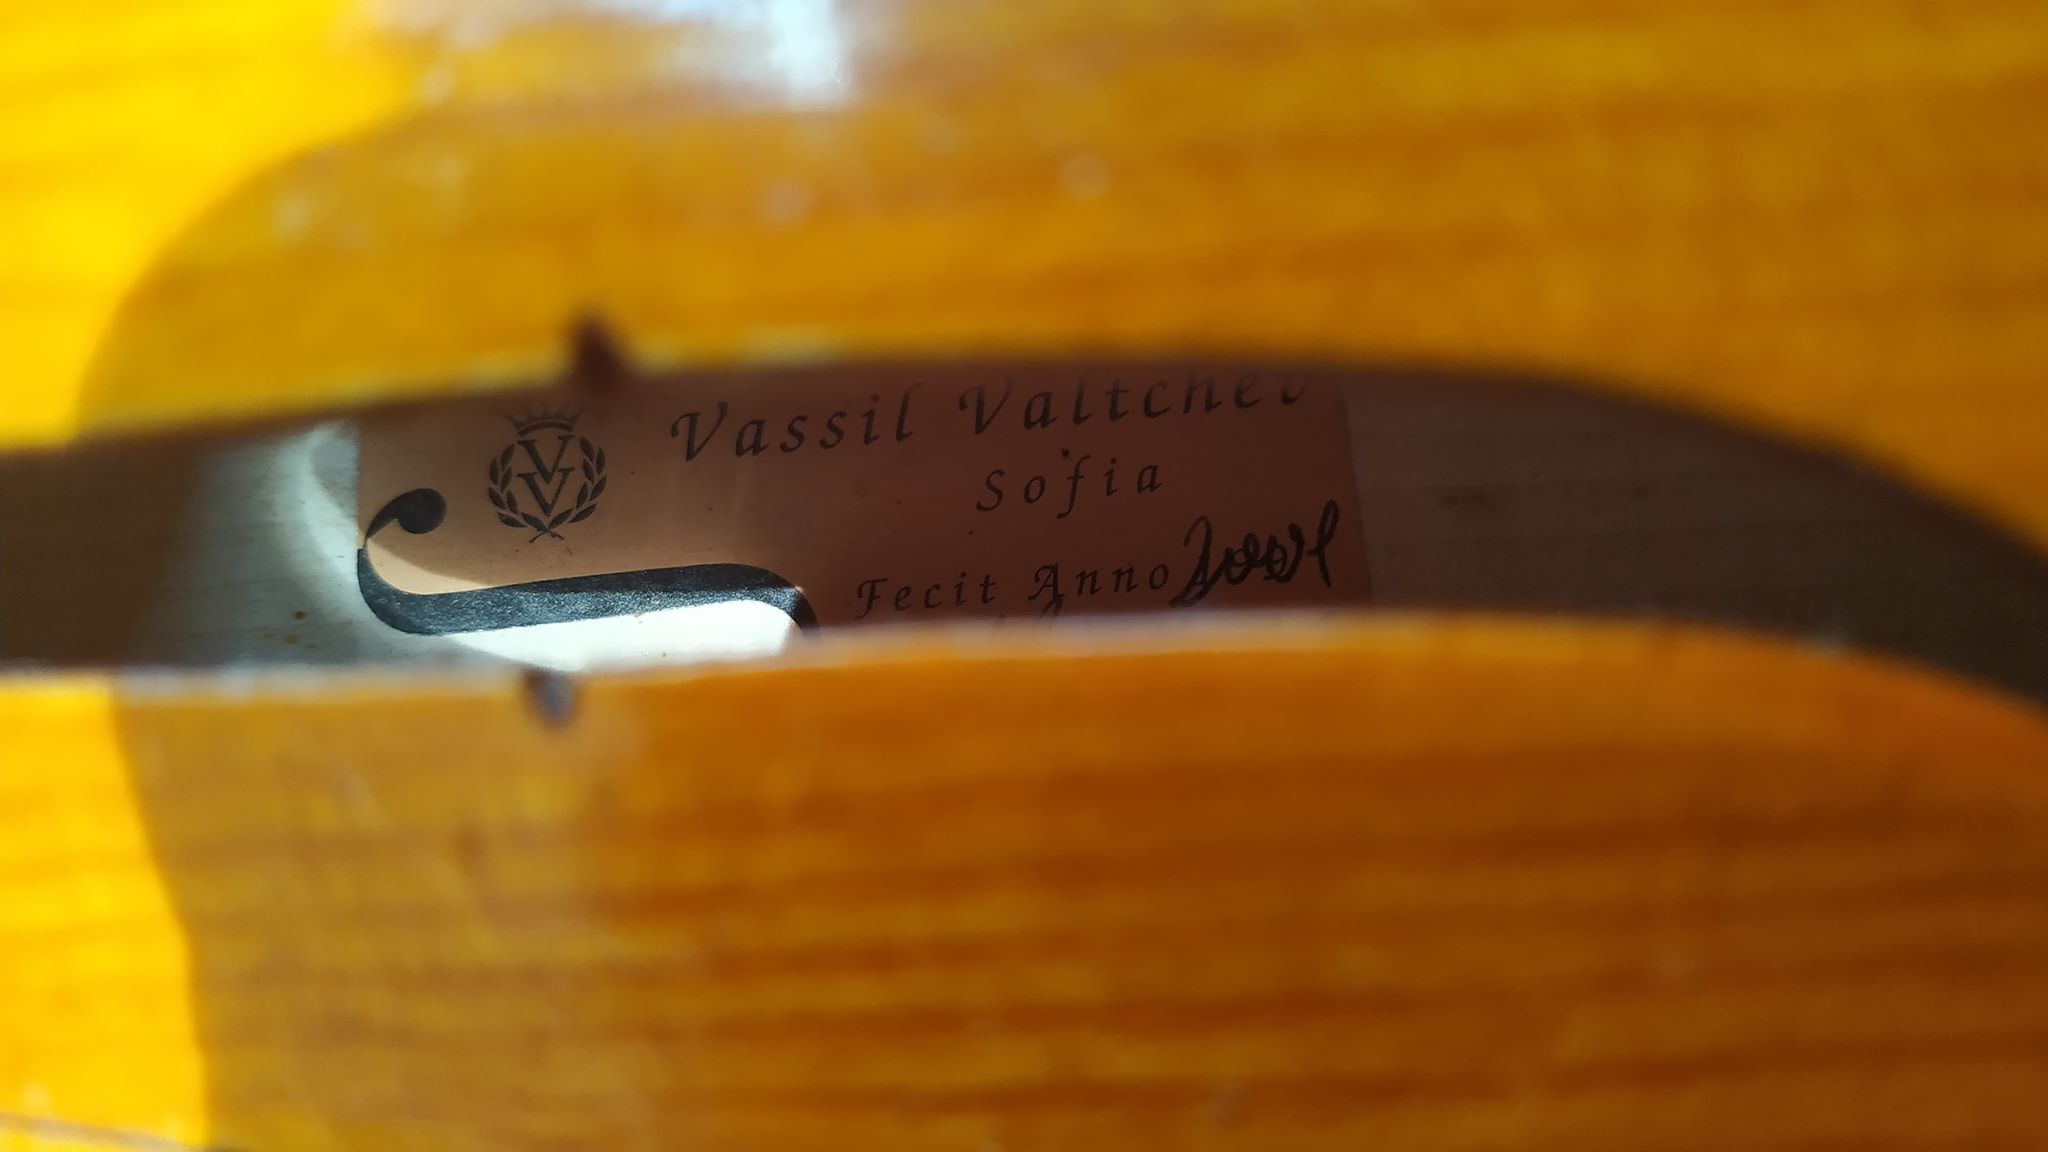 VV
Vassil Valtchev
Sofia
Fecit Anno